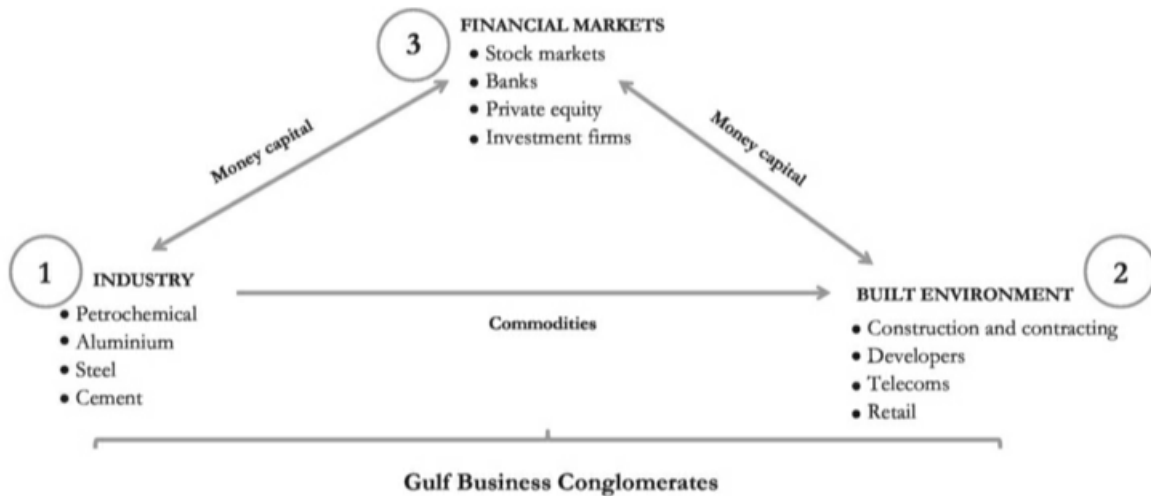 3
FINANCIAL MARKETS
• Stock markets
• Banks
• Private equity
• Investment firms
Money capital
Money capital
1
INDUSTRY
• Petrochemical
• Aluminium
• Steel
• Cement
Commodities
2
BUILT ENVIRONMENT
• Construction and contracting
• Developers
• Telecoms
• Retail
Gulf Business Conglomerates